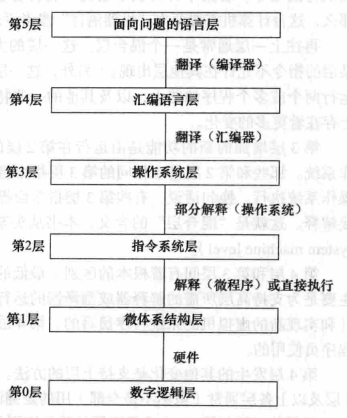 第5层 面向问题的语言层
翻译（编译器）
第4层 汇编语言层
翻译（汇编器）
第3层 操作系统层
部分解释（操作系统）
第2层 指令系统层
解释（微程序）或直接执行
第1层 微体系结构层
硬件
第0层 数字逻辑层